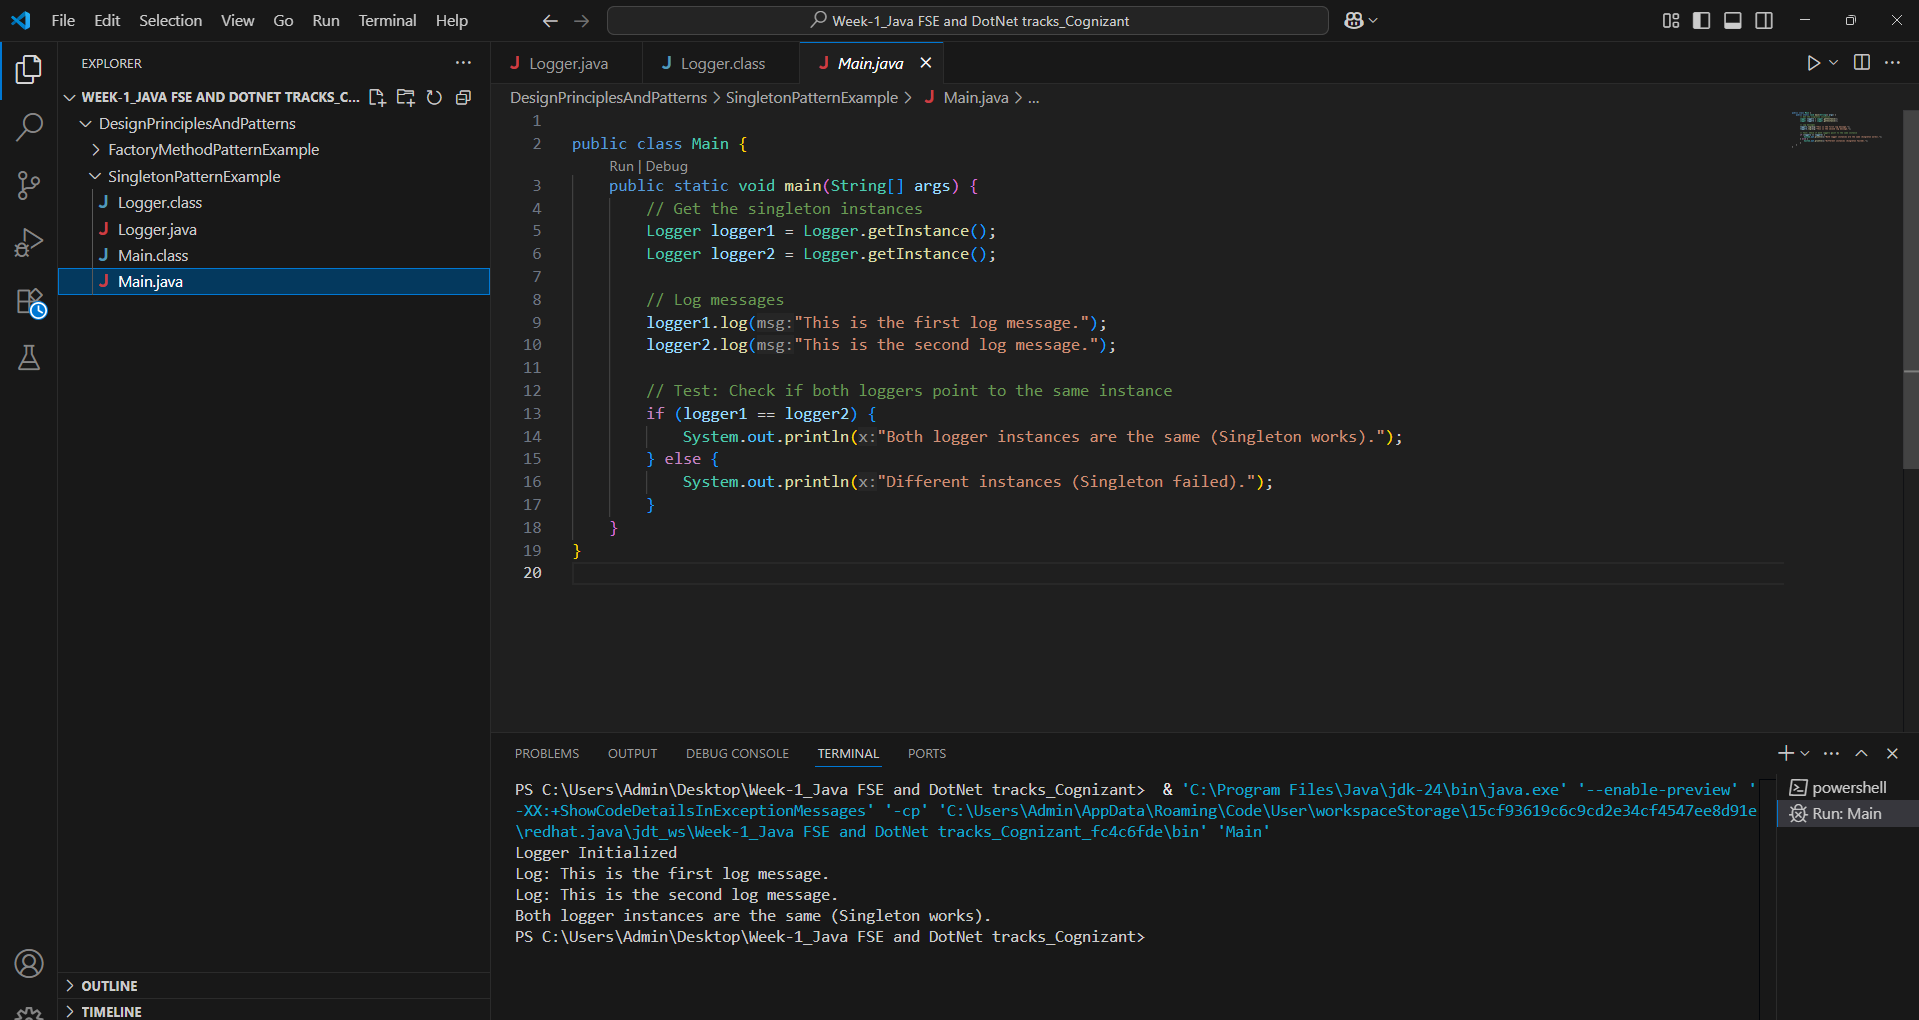 File Edit Selection View Go Run Terminal Help
Week-1_Java FSE and DotNet tracks_Cognizant
EXPLORER
WEEK-1_JAVA FSE AND DOTNET TRACKS_C...
DesignPrinciplesAndPatterns
FactoryMethodPatternExample
SingletonPatternExample
J Logger.class
J Logger.java
J Main.class
J Main.java
OUTLINE
TIMELINE
J Logger.java J Logger.class J Main.java
DesignPrinciplesAndPatterns > SingletonPatternExample > J Main.java > ...
1
2 public class Main {
Run | Debug
3 public static void main(String[] args) {
4 // Get the singleton instances
5 Logger logger1 = Logger.getInstance();
6 Logger logger2 = Logger.getInstance();
7
8 // Log messages
9 logger1.log(msg:"This is the first log message.");
10 logger2.log(msg:"This is the second log message.");
11
12 // Test: Check if both loggers point to the same instance
13 if (logger1 == logger2) {
14 System.out.println(x:"Both logger instances are the same (Singleton works).");
15 } else {
16 System.out.println(x:"Different instances (Singleton failed).");
17 }
18 }
19 }
20
PROBLEMS OUTPUT DEBUG CONSOLE TERMINAL PORTS
PS C:\Users\Admin\Desktop\Week-1_Java FSE and DotNet tracks_Cognizant> & 'C:\Program Files\Java\jdk-24\bin\java.exe' '--enable-preview' '
-XX:+ShowCodeDetailsInExceptionMessages' '-cp' 'C:\Users\Admin\AppData\Roaming\Code\User\workspaceStorage\15cf93619c6c9cd2e34cf4547ee8d91e
\redhat.java\jdt_ws\Week-1_Java FSE and DotNet tracks_Cognizant_fc4c6fde\bin' 'Main'
Logger Initialized
Log: This is the first log message.
Log: This is the second log message.
Both logger instances are the same (Singleton works).
PS C:\Users\Admin\Desktop\Week-1_Java FSE and DotNet tracks_Cognizant>
powershell
Run: Main